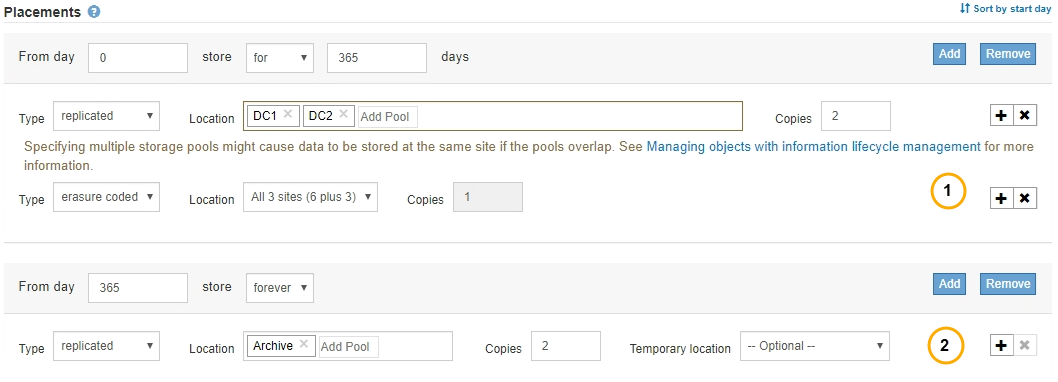 Placements ?
Sort by start day
From day 0 store for 365 days Add Remove
Type replicated Location DC1 × DC2 × Add Pool Copies 2
Specifying multiple storage pools might cause data to be stored at the same site if the pools overlap. See Managing objects with information lifecycle management for more
information.
Type erasure coded Location All 3 sites (6 plus 3) Copies 1 1
From day 365 store forever Add Remove
Type replicated Location Archive × Add Pool Copies 2 Temporary location -- Optional -- 2